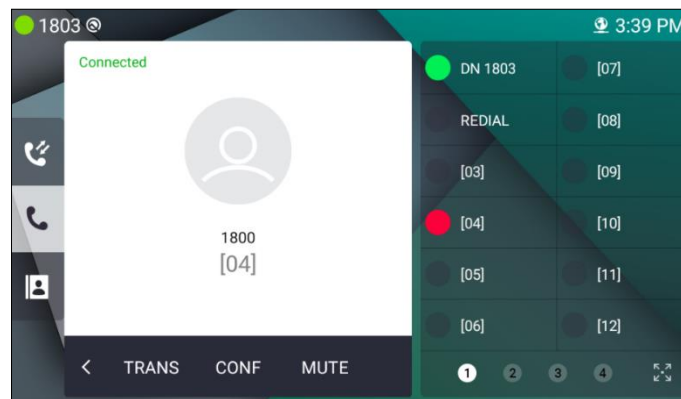 1803 3:39 PM
Connected
1800
[04]
TRANS CONF MUTE
DN 1803 [07]
REDIAL [08]
[03] [09]
[04] [10]
[05] [11]
[06] [12]
1 2 3 4